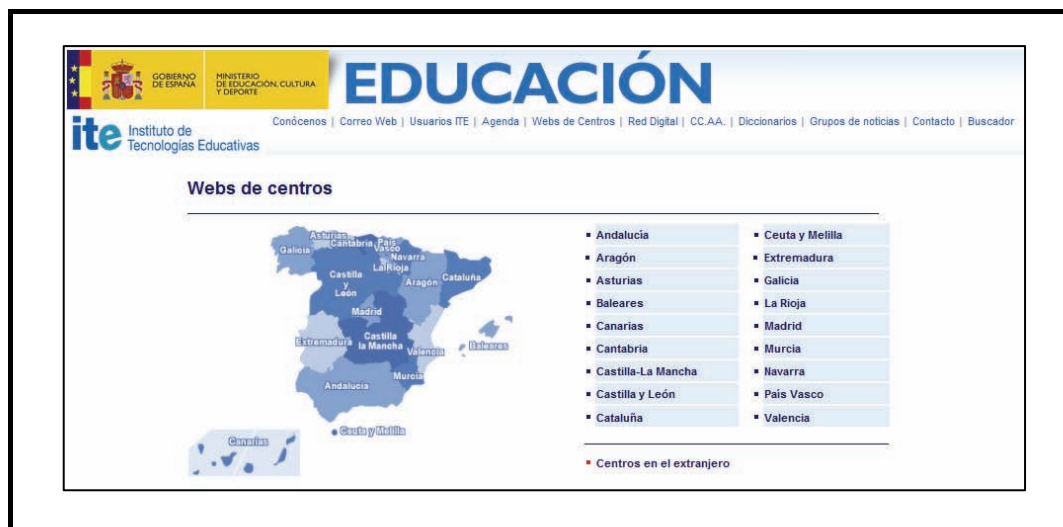 GOBIERNO
DE ESPAÑA
MINISTERIO
DE EDUCACIÓN, CULTURA
Y DEPORTE
EDUCACIÓN
ite Instituto de
Tecnologías Educativas
Conócenos | Correo Web | Usuarios ITE | Agenda | Webs de Centros | Red Digital | CC.AA. | Diccionarios | Grupos de noticias | Contacto | Buscador
Webs de centros
Asturias
Cantabria
País
Vasco
Galicia
Navarra
La Rioja
Castilla
y
León
Aragón
Cataluña
Madrid
Extremadura
Castilla
la Mancha
Valencia
Baleares
Murcia
Andalucía
Ceuta y Melilla
Canarias
Andalucía
Aragón
Asturias
Baleares
Canarias
Cantabria
Castilla-La Mancha
Castilla y León
Cataluña
Ceuta y Melilla
Extremadura
Galicia
La Rioja
Madrid
Murcia
Navarra
País Vasco
Valencia
Centros en el extranjero